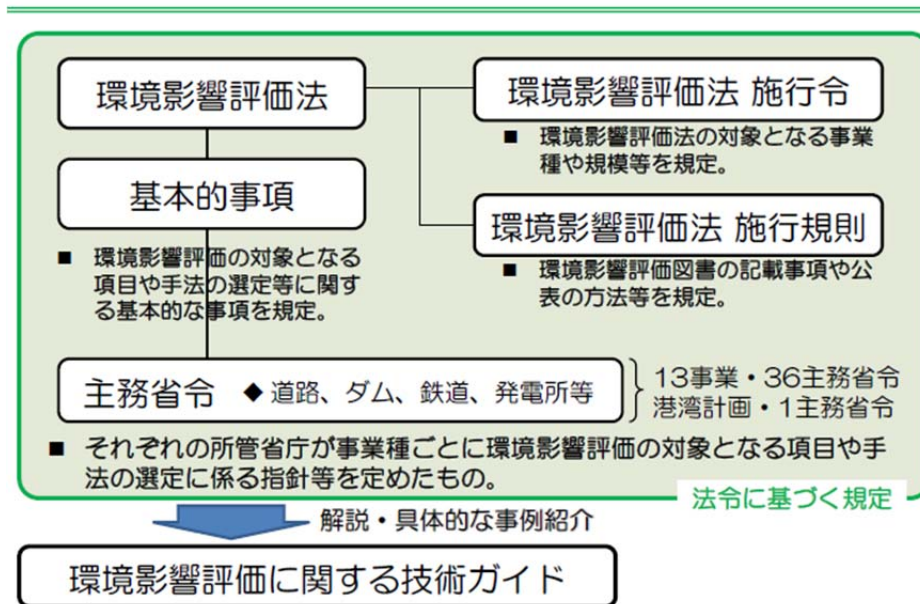 環境影響評価法
環境影響評価法 施行令
■ 環境影響評価法の対象となる事業
種や規模等を規定。
基本的事項
■ 環境影響評価の対象となる
項目や手法の選定等に関す
る基本的な事項を規定。
環境影響評価法 施行規則
■ 環境影響評価図書の記載事項や公
表の方法等を規定。
主務省令 ◆ 道路、ダム、鉄道、発電所等
13事業・36主務省令
港湾計画・1主務省令
■ それぞれの所管省庁が事業種ごとに環境影響評価の対象となる項目や手
法の選定に係る指針等を定めたもの。
法令に基づく規定
解説・具体的な事例紹介
環境影響評価に関する技術ガイド